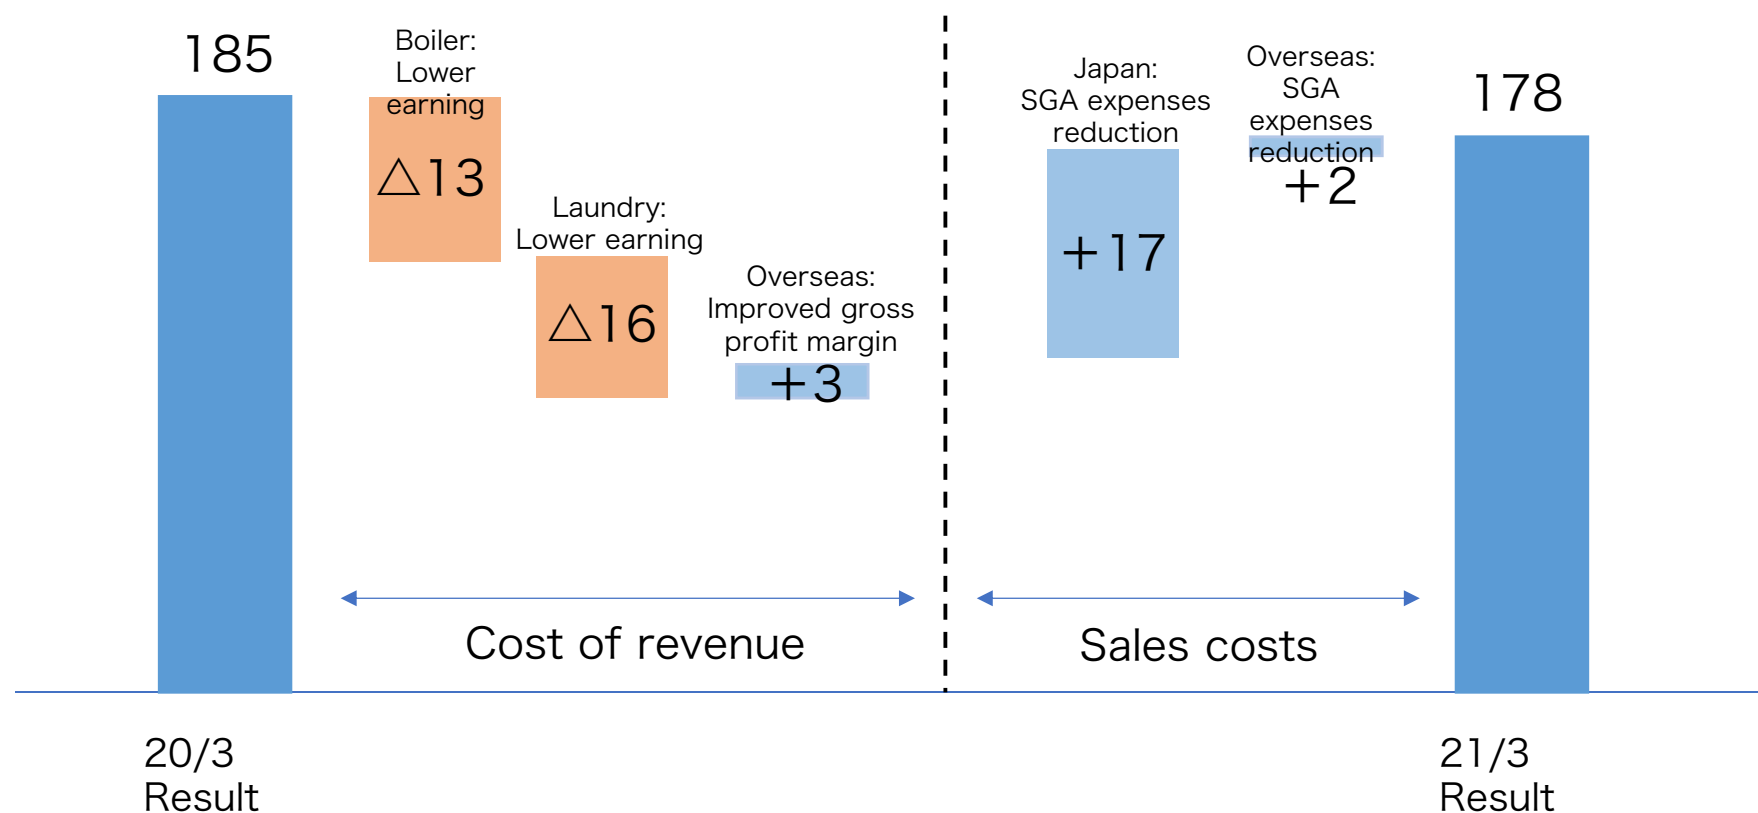 185
Boiler:
Lower
earning
△13
Laundry:
Lower earning
△16
Overseas:
Improved gross
profit margin
+3
Japan:
SGA expenses
reduction
+17
Overseas:
SGA
expenses
reduction
+2
178
Cost of revenue
Sales costs
20/3
Result
21/3
Result